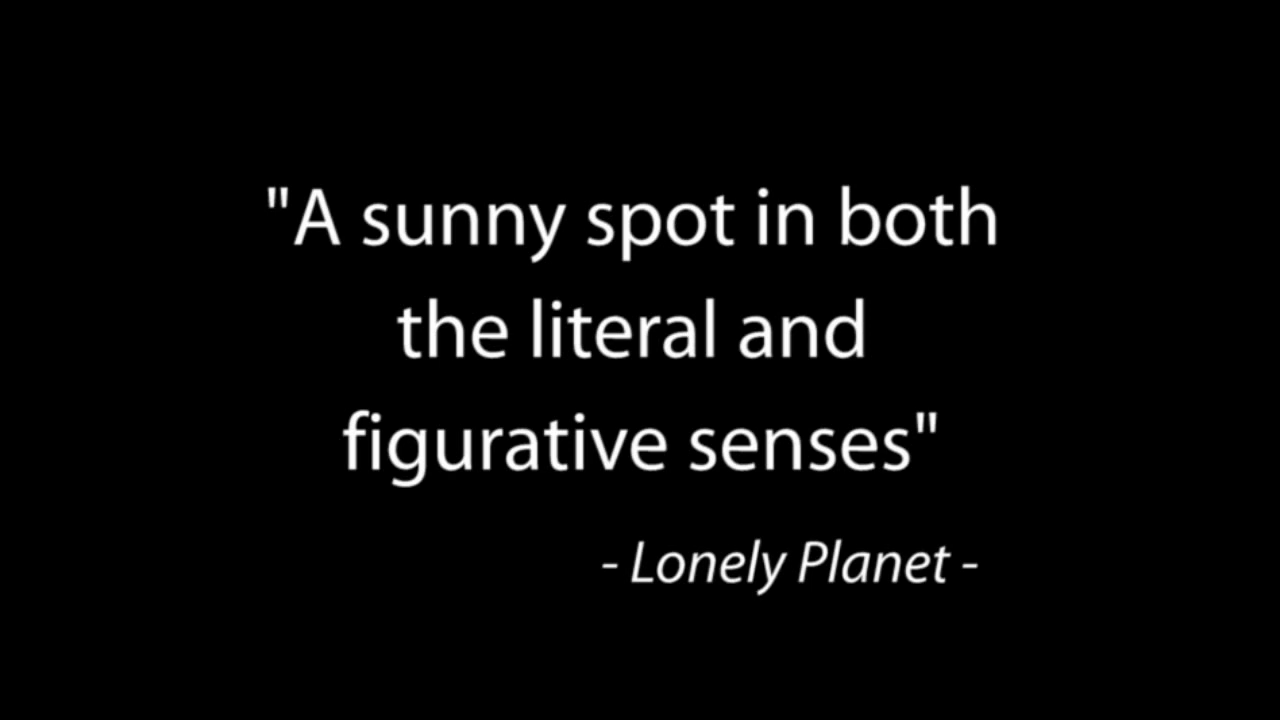 "A sunny spot in both
the literal and
figurative senses"
- Lonely Planet -